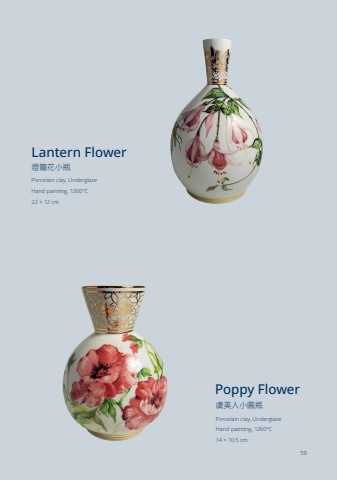 Lantern Flower
燈籠花小瓶
Porcelain clay, Underglaze
Hand painting, 1260°C
22 × 12 cm
Poppy Flower
虞美人小圓瓶
Porcelain clay, Underglaze
Hand painting, 1260°C
14 × 10.5 cm
59